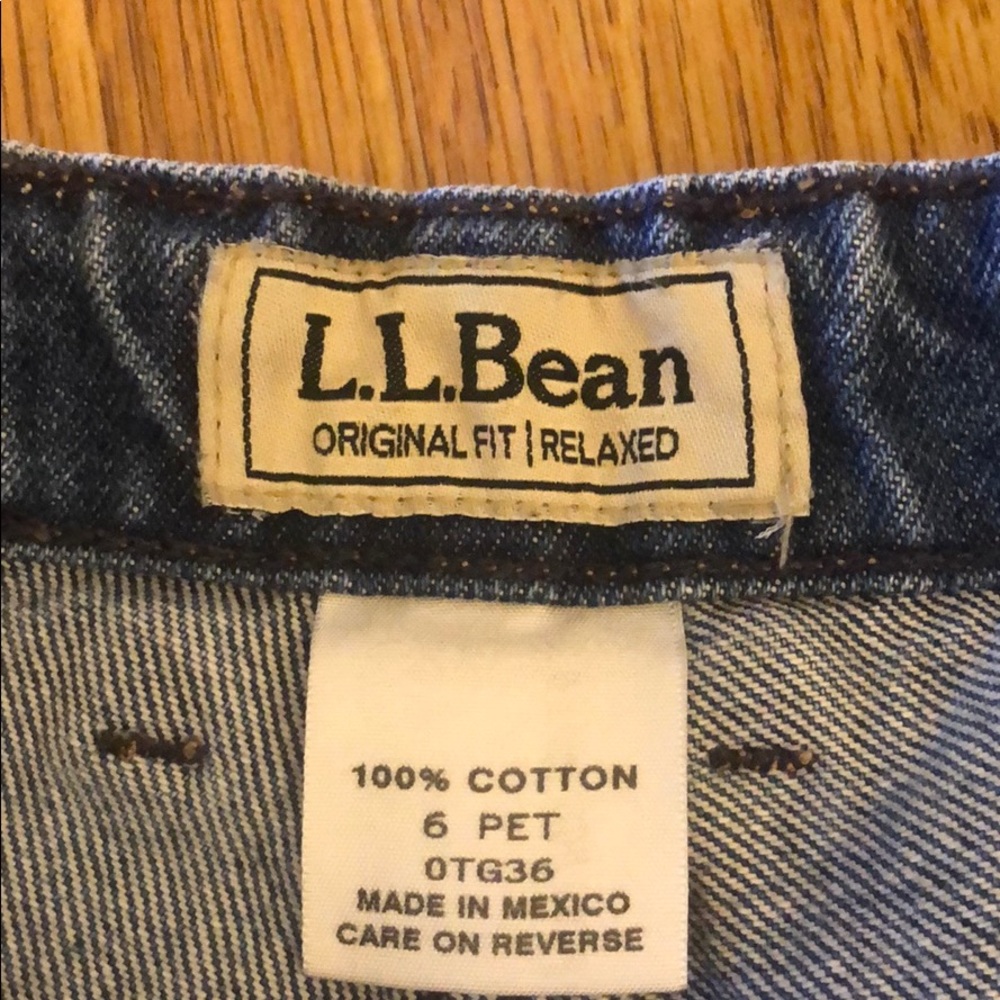 L.L.Bean
ORIGINAL FIT | RELAXED
100% COTTON
6 PET
0TG36
MADE IN MEXICO
CARE ON REVERSE